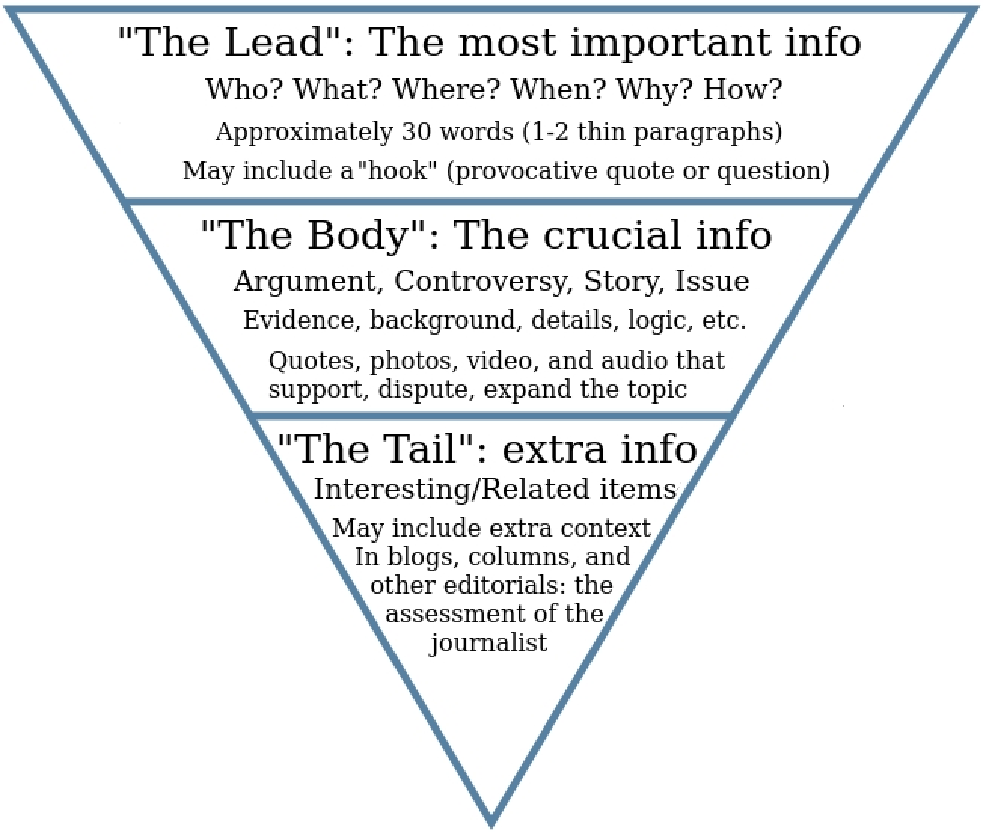 "The Lead": The most important info
Who? What? Where? When? Why? How?
Approximately 30 words (1-2 thin paragraphs)
May include a "hook" (provocative quote or question)
"The Body": The crucial info
Argument, Controversy, Story, Issue
Evidence, background, details, logic, etc.
Quotes, photos, video, and audio that
support, dispute, expand the topic
"The Tail": extra info
Interesting/Related items
May include extra context
In blogs, columns, and
other editorials: the
assessment of the
journalist